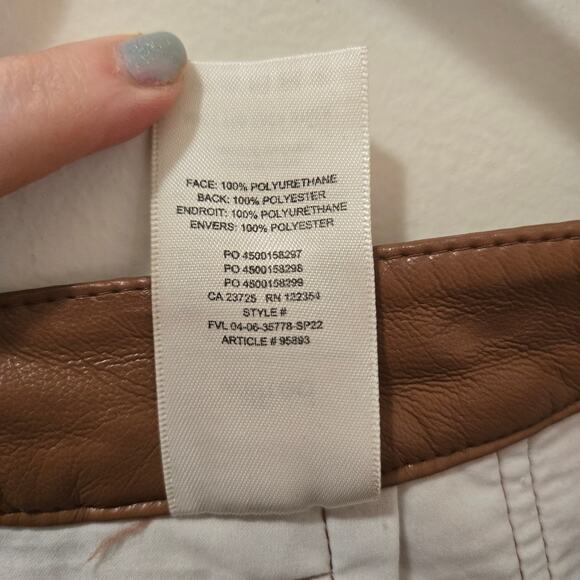 FACE: 100% POLYURETHANE
BACK: 100% POLYESTER
ENDROIT: 100% POLYURETHANE
ENVERS: 100% POLYESTER
PO 4500158297
PO 4500158298
PO 4500158299
CA 23725 RN 122354
STYLE #
FVL 04-06-35778-SP22
ARTICLE # 95893